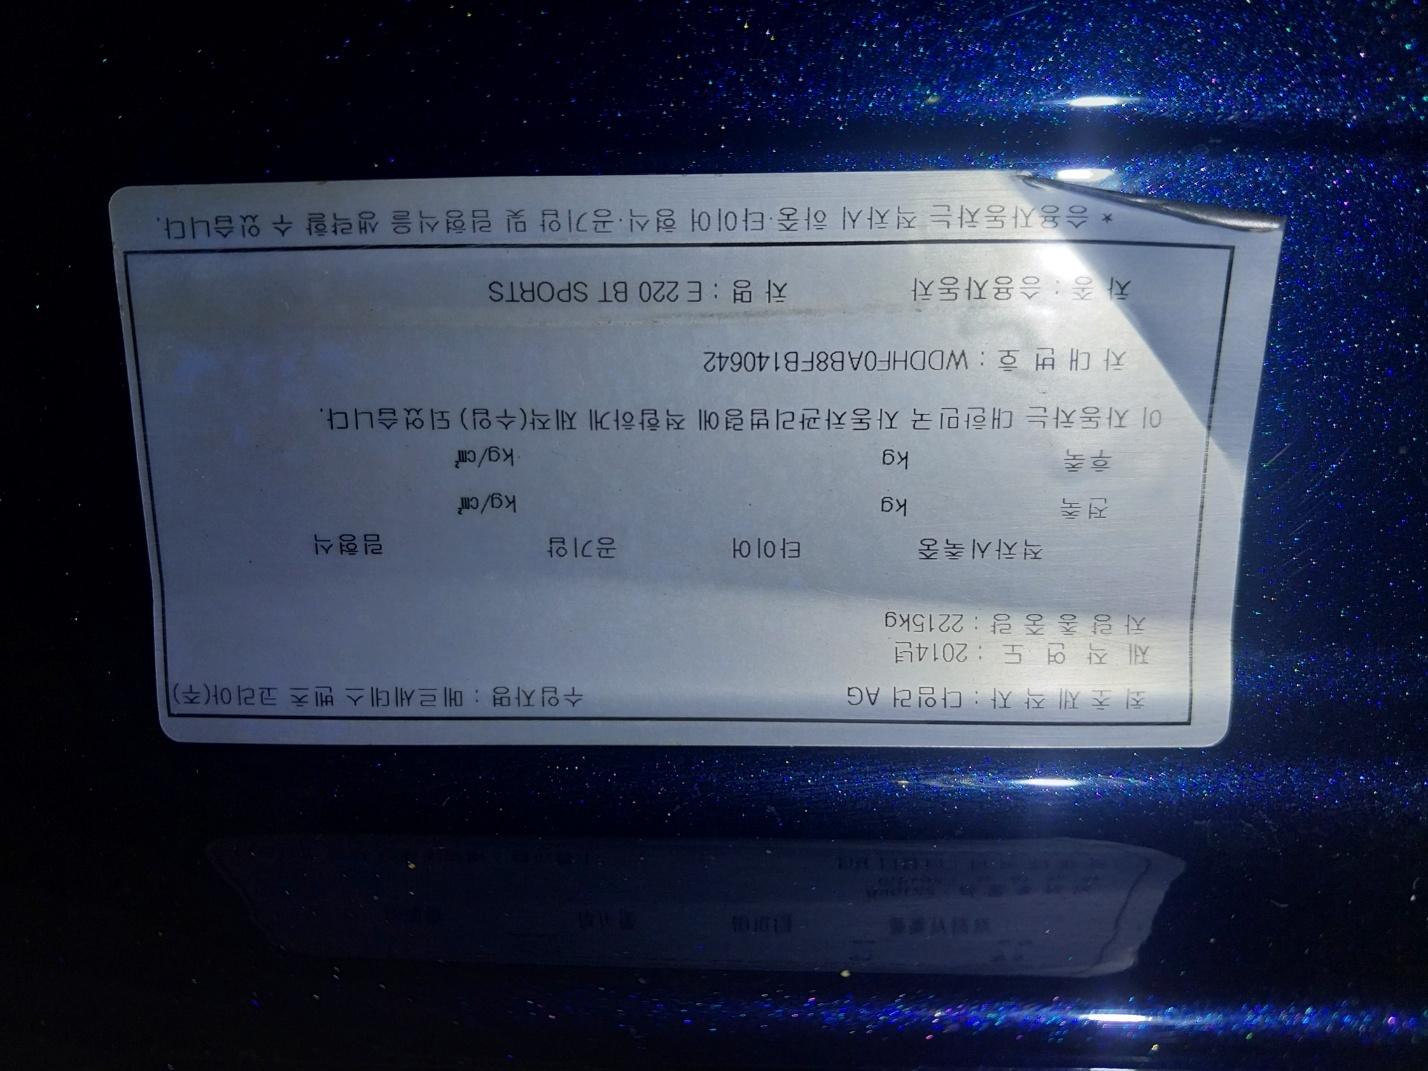 최 초 제 작 자 : 다임러 AG 수입자명 : 메르세데스 벤츠 코리아(주)
제 작 연 도 : 2014년
차 량 총 중 량 : 2215kg
적차시축중 타이어 공기압 림형식
전축 kg kg/㎠
후축 kg kg/㎠
이 자동차는 대한민국 자동차관리법령에 적합하게 제작(수입) 되었습니다.
차 대 번 호 : WDDHF0AB8FB140642
차 종 : 승용자동차 차 명 : E 220 BT SPORTS
* 승용자동차는 적차시 하중·타이어 형식·공기압 및 림형식을 생략할 수 있습니다.